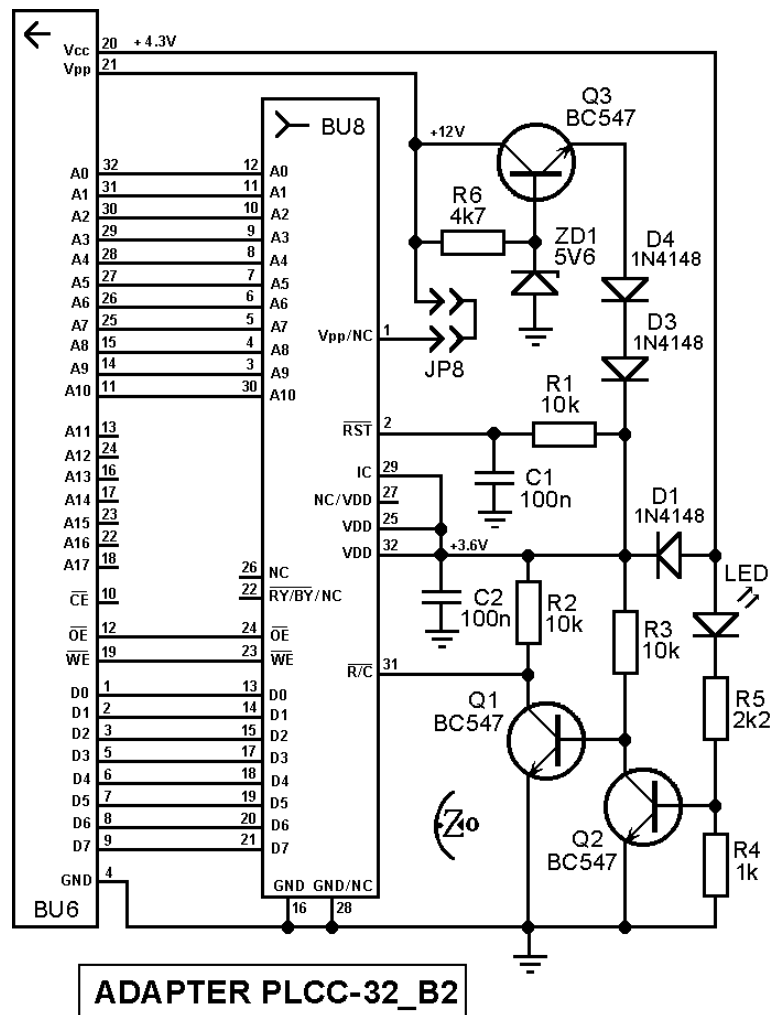 Vcc 20 + 4.3V
Vpp 21
BU8
+12V
Q3
BC547
A0 32 12 A0
A1 31 11 A1
A2 30 10 A2
A3 29 9 A3
A4 28 8 A4
A5 27 7 A5
A6 26 6 A6
A7 25 5 A7
A8 15 4 A8
A9 14 3 A9
A10 11 30 A10
R6
4k7
ZD1
5V6
D4
1N4148
D3
1N4148
Vpp/NC 1
JP8
R1
10k
A11 13
A12 24
A13 16
A14 17
A15 23
A16 22
A17 18
CE 10
RST 2
IC 29
NC/VDD 27
VDD 25
VDD 32 +3.6V
C1
100n
D1
1N4148
LED
26 NC
22 RY/BY/NC
C2
100n
R2
10k
R3
10k
OE 12 24 OE
WE 19 23 WE
R/C 31
D0 1 13 D0
D1 2 14 D1
D2 3 15 D2
D3 5 17 D3
D4 6 18 D4
D5 7 19 D5
D6 8 20 D6
D7 9 21 D7
Q1
BC547
R5
2k2
Zo
Q2
BC547
R4
1k
GND 4
GND GND/NC
16 28
BU6
ADAPTER PLCC-32_B2